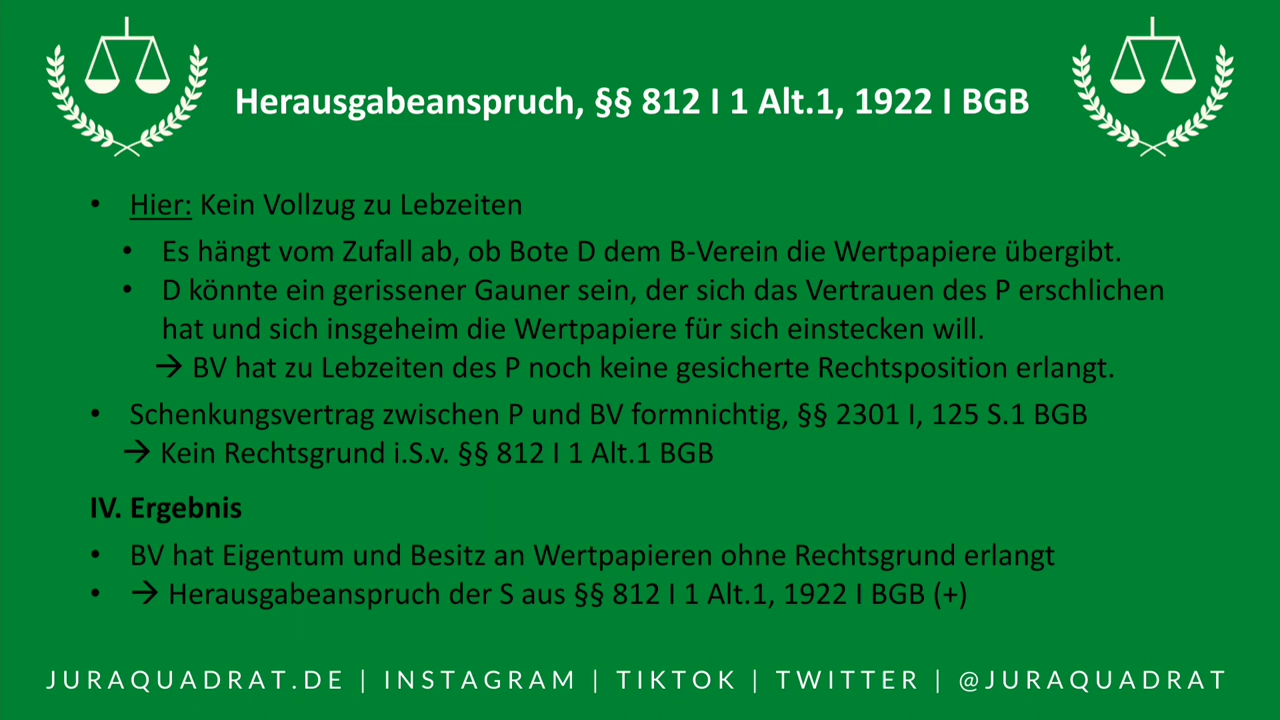 Herausgabeanspruch, §§ 812 I 1 Alt.1, 1922 I BGB
• Hier: Kein Vollzug zu Lebzeiten
• Es hängt vom Zufall ab, ob Bote D dem B-Verein die Wertpapiere übergibt.
• D könnte ein gerissener Gauner sein, der sich das Vertrauen des P erschlichen
hat und sich insgeheim die Wertpapiere für sich einstecken will.
→ BV hat zu Lebzeiten des P noch keine gesicherte Rechtsposition erlangt.
• Schenkungsvertrag zwischen P und BV formnichtig, §§ 2301 I, 125 S.1 BGB
→ Kein Rechtsgrund i.S.v. §§ 812 I 1 Alt.1 BGB
IV. Ergebnis
• BV hat Eigentum und Besitz an Wertpapieren ohne Rechtsgrund erlangt
• → Herausgabeanspruch der S aus §§ 812 I 1 Alt.1, 1922 I BGB (+)
JURAQUADRAT.DE | INSTAGRAM | TIKTOK | TWITTER | @JURAQUADRAT